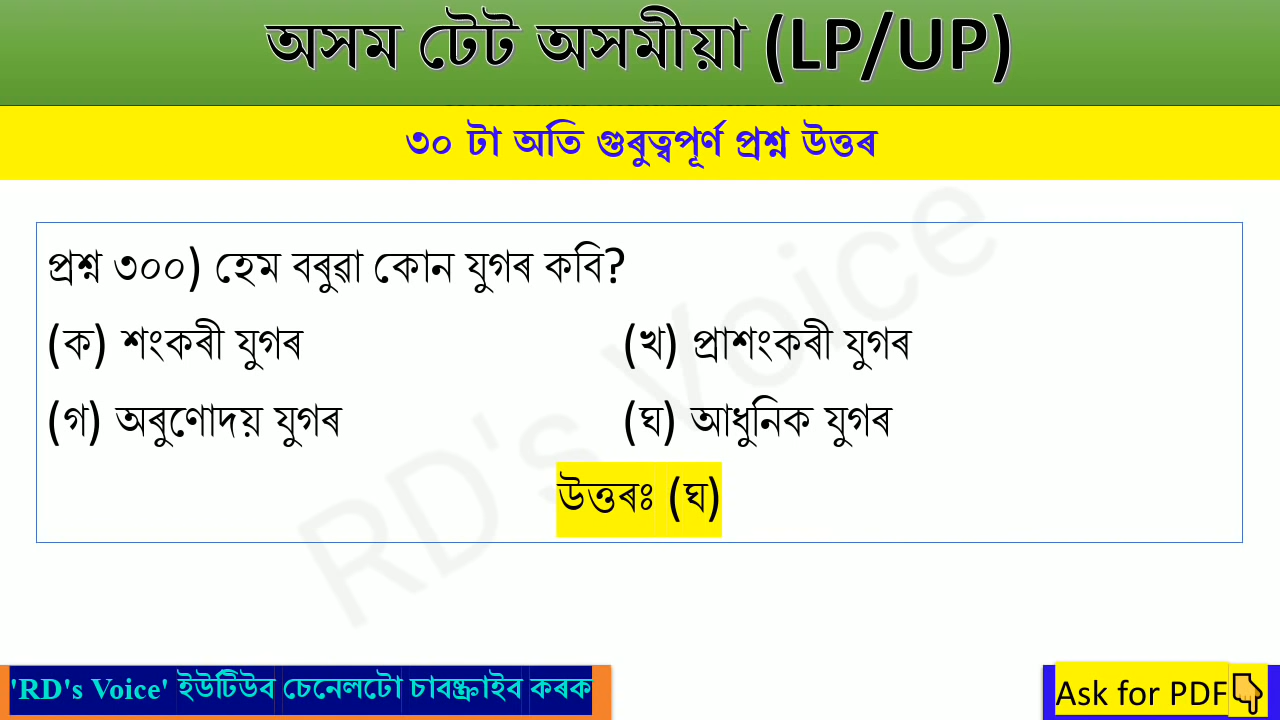 অসম টেট অসমীয়া (LP/UP)
৩০ টা অতি গুৰুত্বপূৰ্ণ প্ৰশ্ন উত্তৰ
প্ৰশ্ন ৩০০) হেম বৰুৱা কোন যুগৰ কবি?
(ক) শংকৰী যুগৰ (খ) প্ৰাশংকৰী যুগৰ
(গ) অৰুণোদয় যুগৰ (ঘ) আধুনিক যুগৰ
উত্তৰঃ (ঘ)
RD's Voice
'RD's Voice' ইউটিউব চেনেলটো চাবস্ক্ৰাইব কৰক
Ask for PDF👇